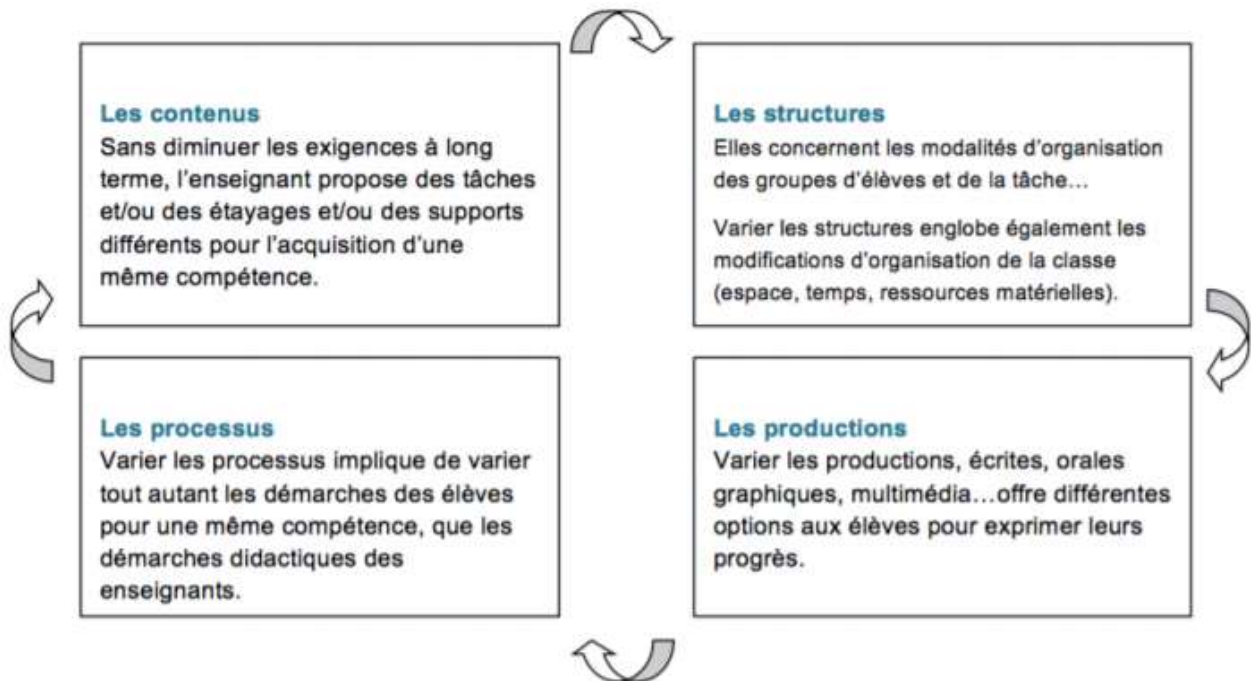 Les contenus
Sans diminuer les exigences à long
terme, l’enseignant propose des tâches
et/ou des étayages et/ou des supports
différents pour l’acquisition d’une
même compétence.
Les structures
Elles concernent les modalités d’organisation
des groupes d’élèves et de la tâche…
Varier les structures englobe également les
modifications d’organisation de la classe
(espace, temps, ressources matérielles).
Les processus
Varier les processus implique de varier
tout autant les démarches des élèves
pour une même compétence, que les
démarches didactiques des
enseignants.
Les productions
Varier les productions, écrites, orales
graphiques, multimédia…offre différentes
options aux élèves pour exprimer leurs
progrès.